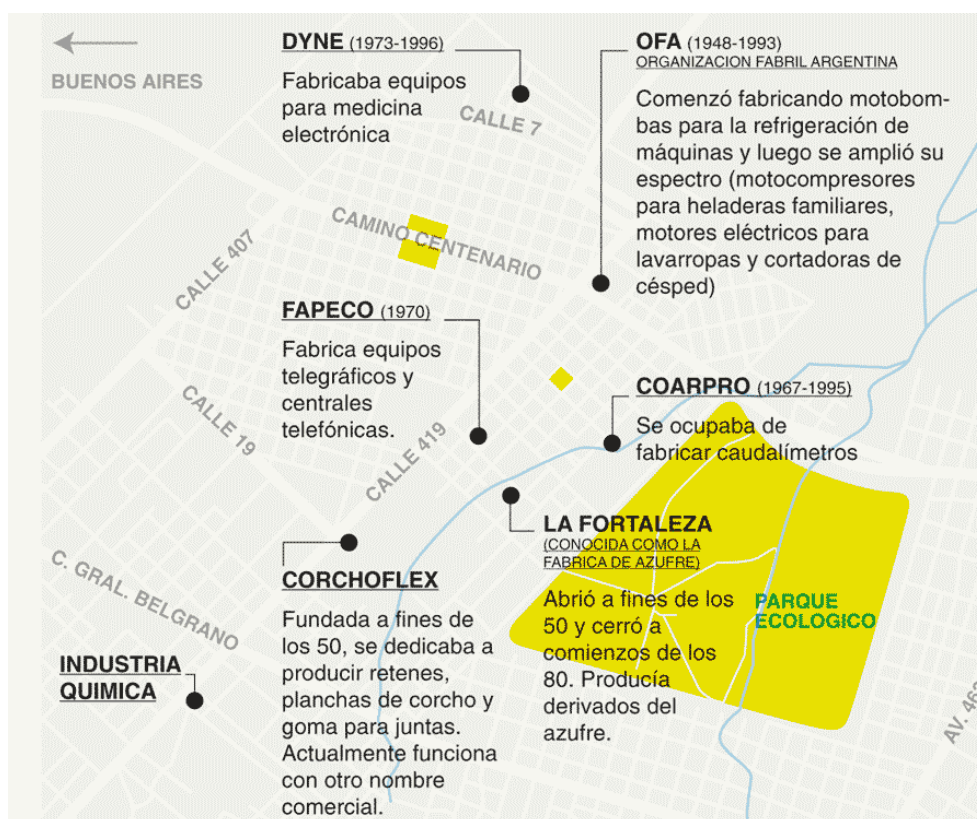 BUENOS AIRES
DYNE (1973-1996)
Fabricaba equipos
para medicina
electrónica
CALLE 7
OFA (1948-1993)
ORGANIZACION FABRIL ARGENTINA
Comenzó fabricando motobom-
bas para la refrigeración de
máquinas y luego se amplió su
espectro (motocompresores
para heladeras familiares,
motores eléctricos para
lavarropas y cortadoras de
césped)
CAMINO CENTENARIO
CALLE 407
FAPECO (1970)
Fabrica equipos
telegráficos y
centrales
telefónicas.
CALLE 19
CALLE 419
COARPRO (1967-1995)
Se ocupaba de
fabricar caudalímetros
LA FORTALEZA
(CONOCIDA COMO LA
FABRICA DE AZUFRE)
Abrió a fines de los
50 y cerró a
comienzos de los
80. Producía
derivados del
azufre.
PARQUE
ECOLOGICO
CORCHOFLEX
Fundada a fines de
los 50, se dedicaba a
producir retenes,
planchas de corcho y
goma para juntas.
Actualmente funciona
con otro nombre
comercial.
C. GRAL. BELGRANO
INDUSTRIA
QUIMICA
AV.